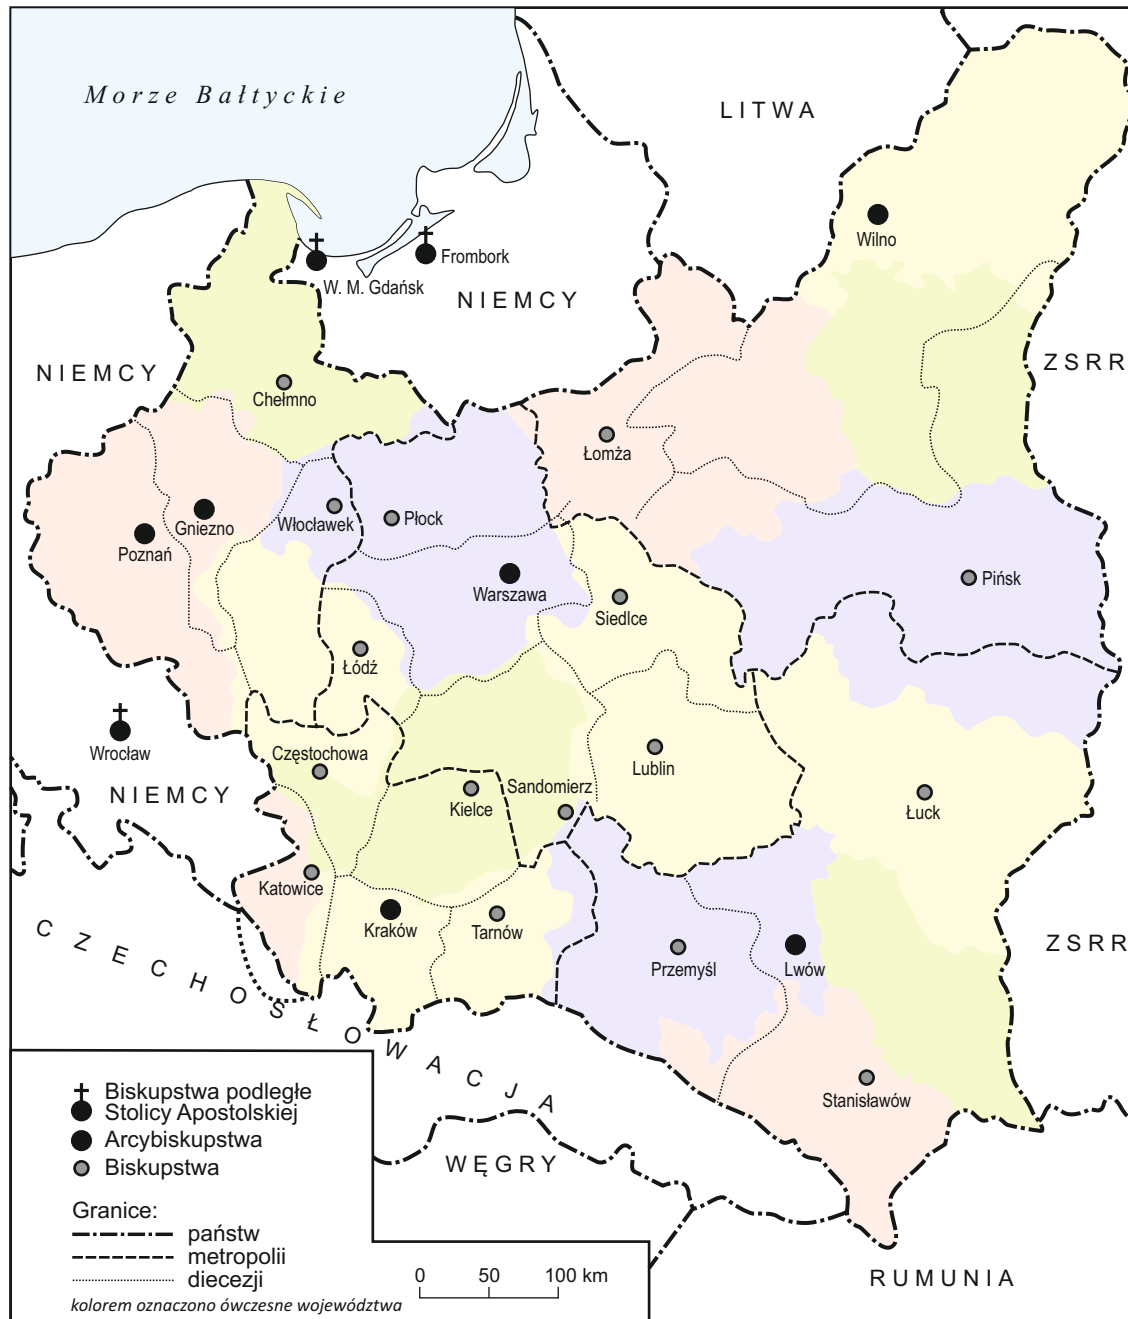 Morze Bałtyckie
LITWA
Wilno
Frombork
W. M. Gdańsk
NIEMCY
NIEMCY
ZSRR
Chełmno
Łomża
Gniezno
Włocławek
Płock
Poznań
Warszawa
Pińsk
Siedlce
Łódź
Wrocław
Częstochowa
Lublin
NIEMCY
Kielce
Sandomierz
Łuck
Katowice
Kraków
Tarnów
Przemyśl
Lwów
ZSRR
CZECHOSŁOWACJA
Stanisławów
WĘGRY
RUMUNIA
Biskupstwa podległe
Stolicy Apostolskiej
Arcybiskupstwa
Biskupstwa
Granice:
państw
metropolii
diecezji
kolorem oznaczono ówczesne województwa
0 50 100 km